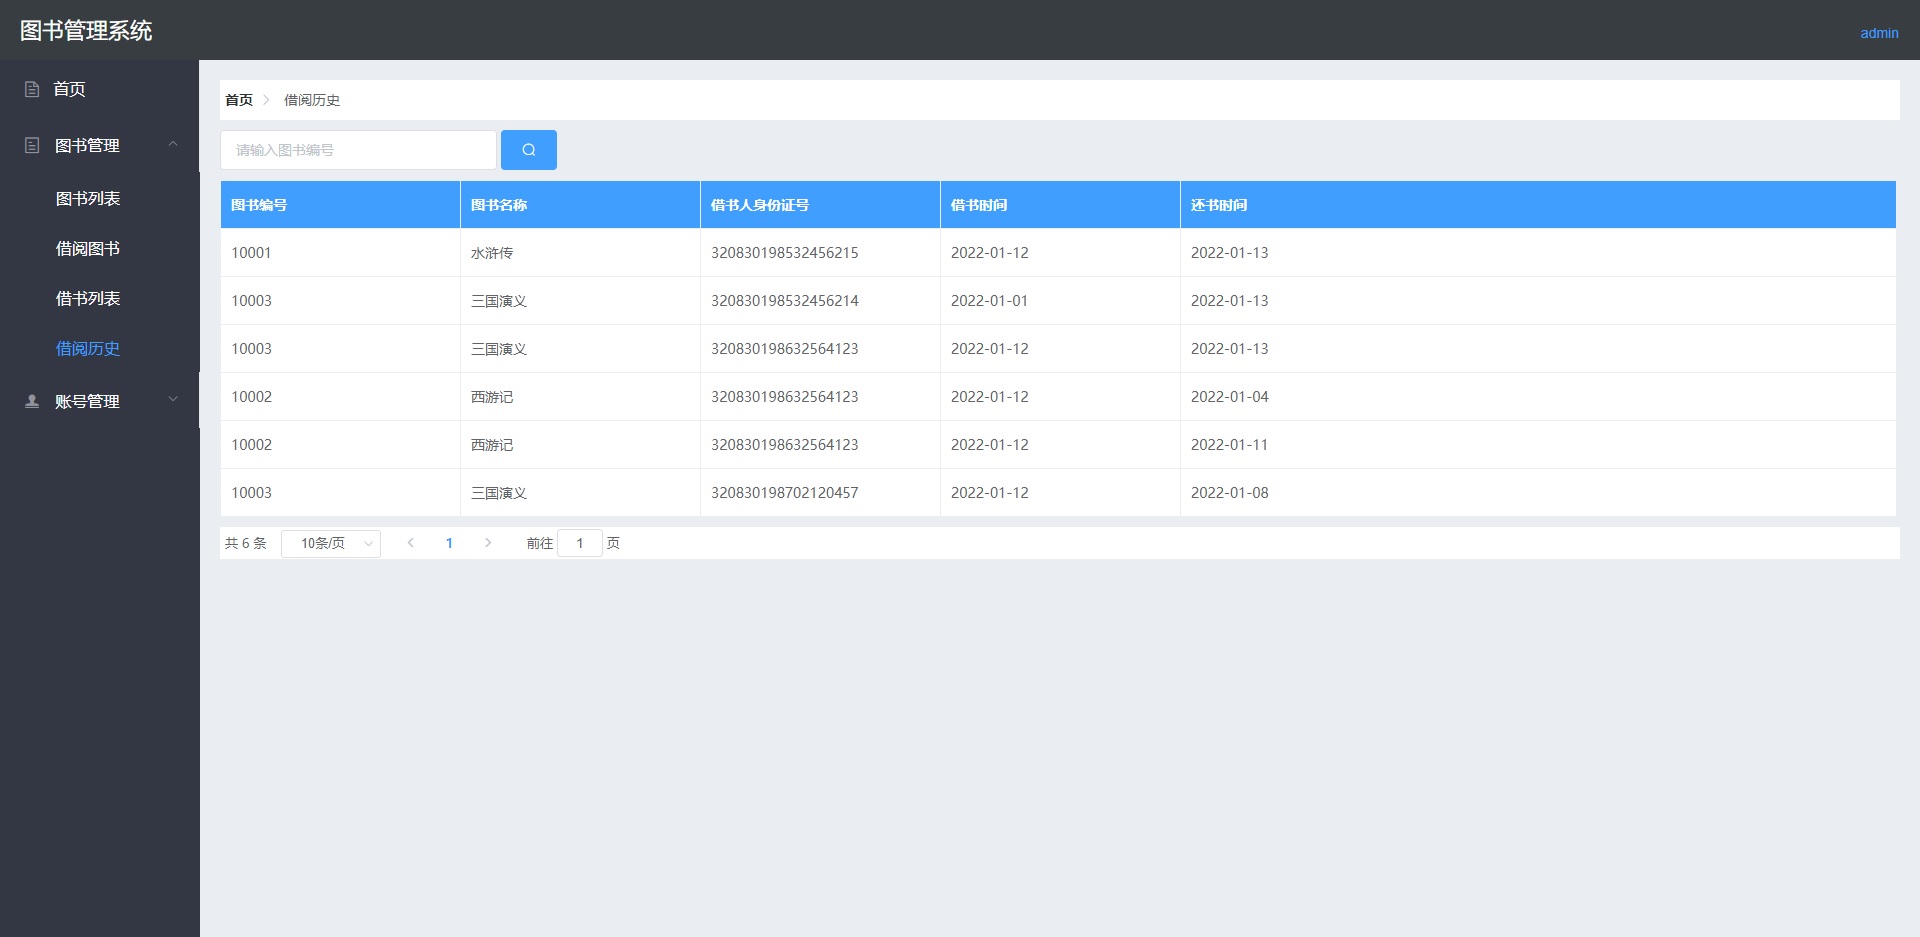 图书管理系统
admin
首页
图书管理
图书列表
借阅图书
借书列表
借阅历史
账号管理
首页 借阅历史
请输入图书编号
图书编号 图书名称 借书人身份证号 借书时间 还书时间
10001 水浒传 320830198532456215 2022-01-12 2022-01-13
10003 三国演义 320830198532456214 2022-01-01 2022-01-13
10003 三国演义 320830198632564123 2022-01-12 2022-01-13
10002 西游记 320830198632564123 2022-01-12 2022-01-04
10002 西游记 320830198632564123 2022-01-12 2022-01-11
10003 三国演义 320830198702120457 2022-01-12 2022-01-08
共 6 条 10条/页 1 前往 1 页